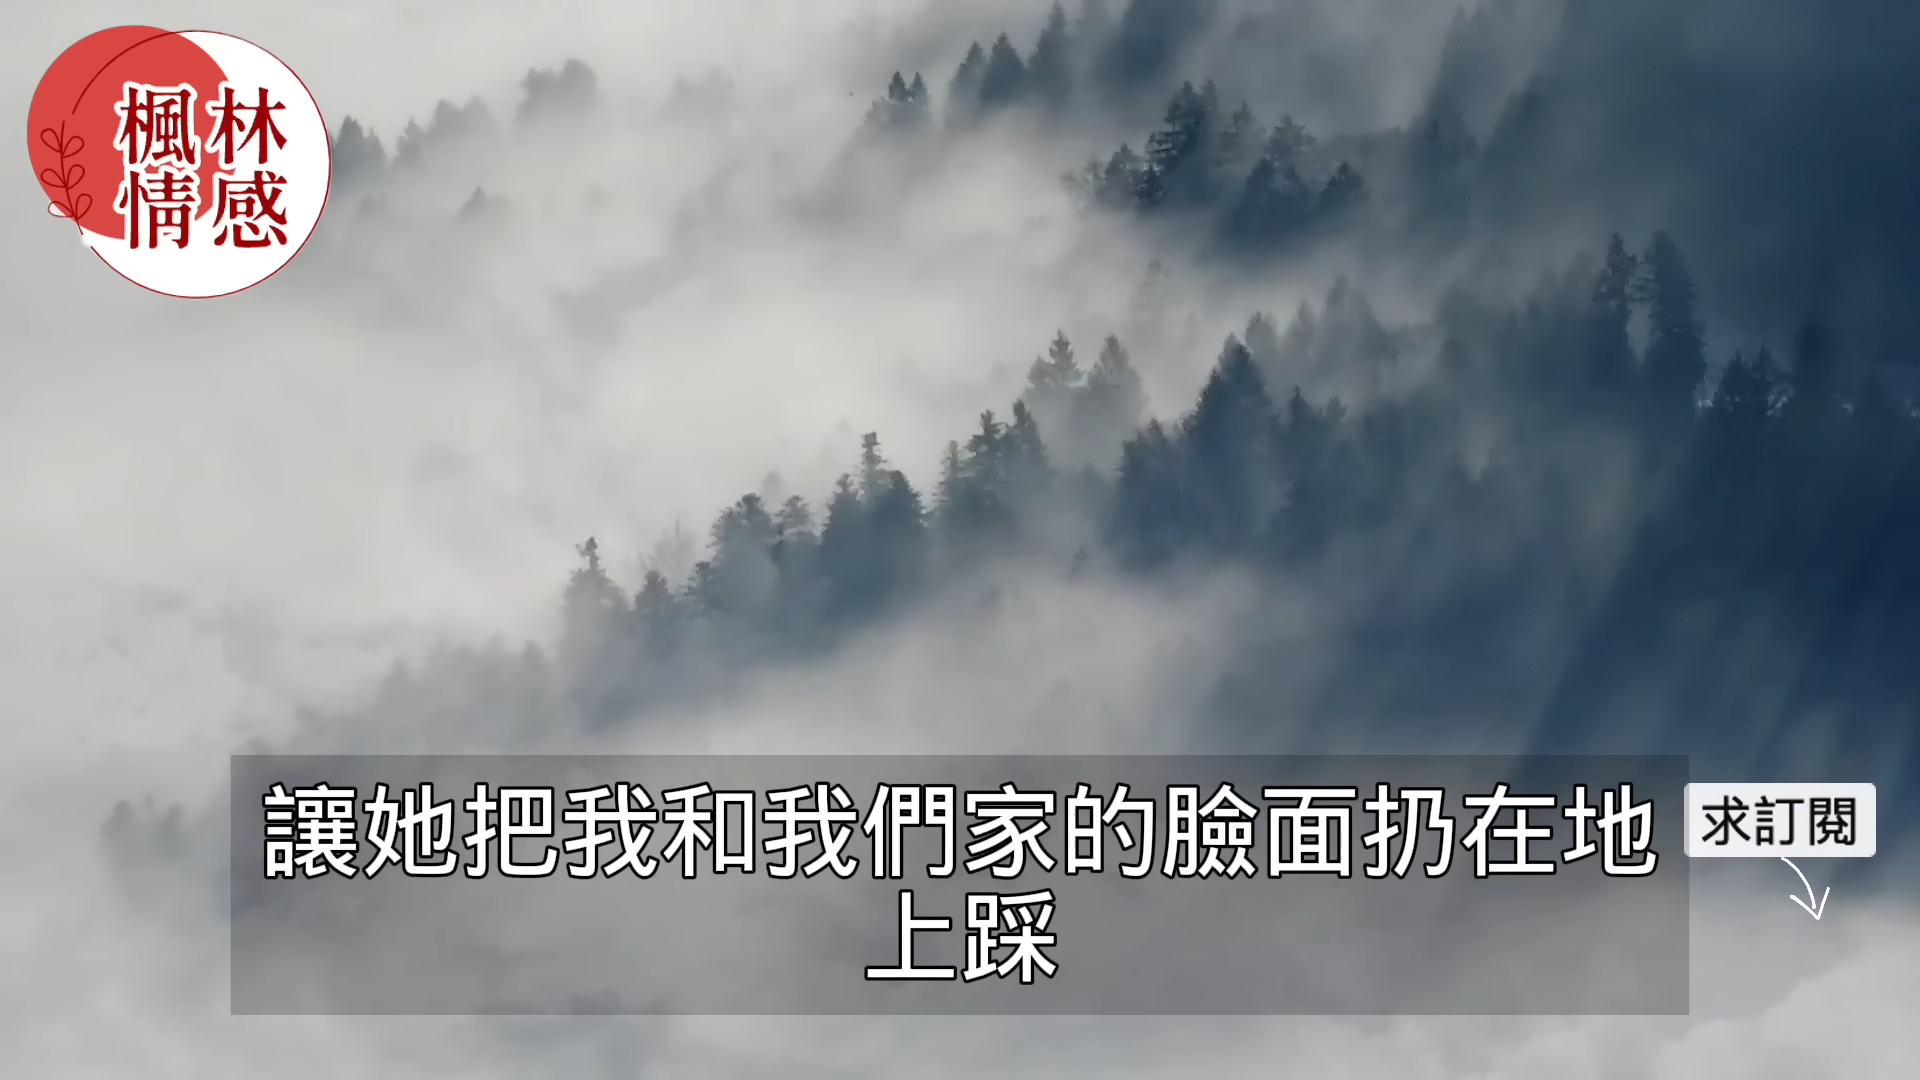 楓林
情感
讓她把我和我們家的臉面扔在地
上踩
求訂閱